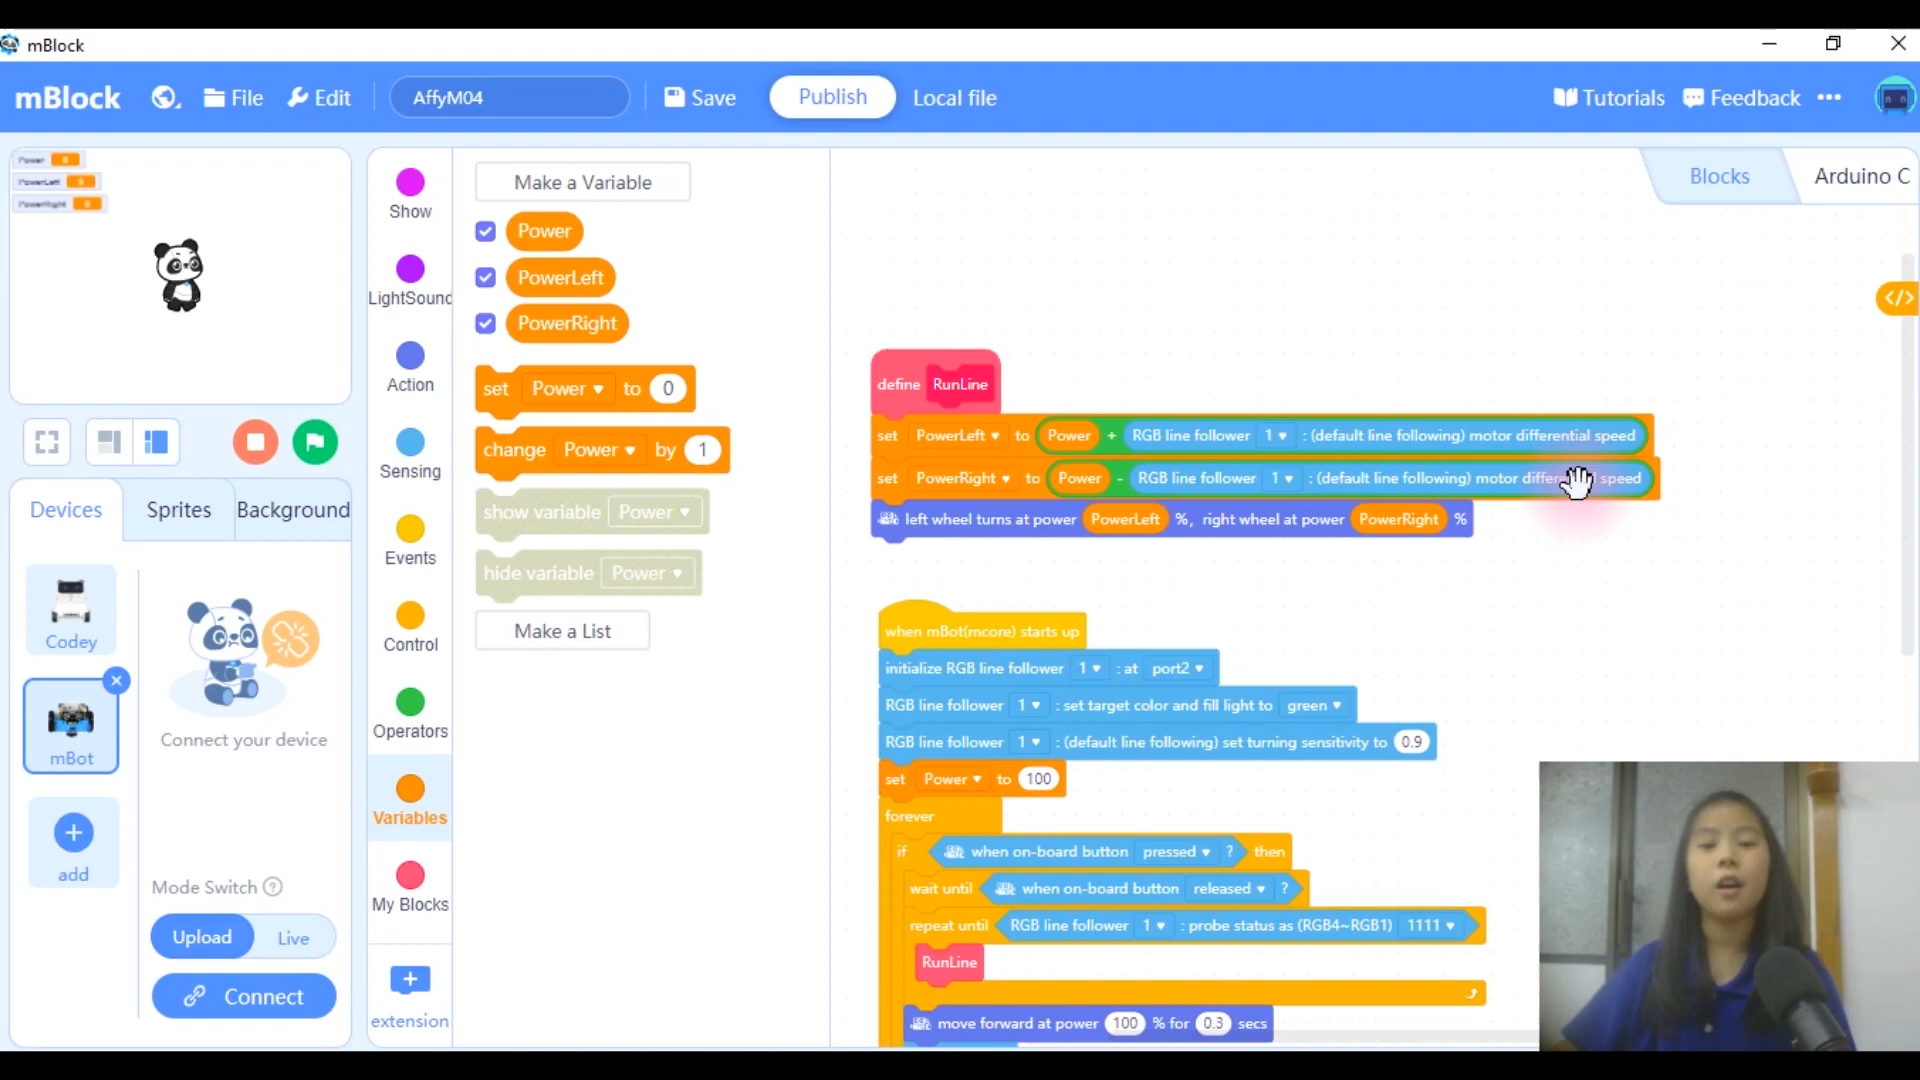 mBlock
mBlock File Edit AffyM04 Save Publish Local file Tutorials Feedback
Power 0
PowerLeft 0
PowerRight 0
Show
LightSound
Action
Sensing
Events
Control
Operators
Variables
My Blocks
extension
Make a Variable
Power
PowerLeft
PowerRight
set Power to 0
change Power by 1
show variable Power
hide variable Power
Make a List
Devices Sprites Background
Codey
mBot
add
Connect your device
Mode Switch ?
Upload Live
Connect
Blocks Arduino C
</>
define RunLine
set PowerLeft to Power + RGB line follower 1 : (default line following) motor differential speed
set PowerRight to Power - RGB line follower 1 : (default line following) motor speed
left wheel turns at power PowerLeft %, right wheel at power PowerRight %
when mBot(mcore) starts up
initialize RGB line follower 1 : at port2
RGB line follower 1 : set target color and fill light to green
RGB line follower 1 : (default line following) set turning sensitivity to 0.9
set Power to 100
forever
if when on-board button pressed ? then
wait until when on-board button released ?
repeat until RGB line follower 1 : probe status as (RGB4~RGB1) 1111
RunLine
move forward at power 100 % for 0.3 secs